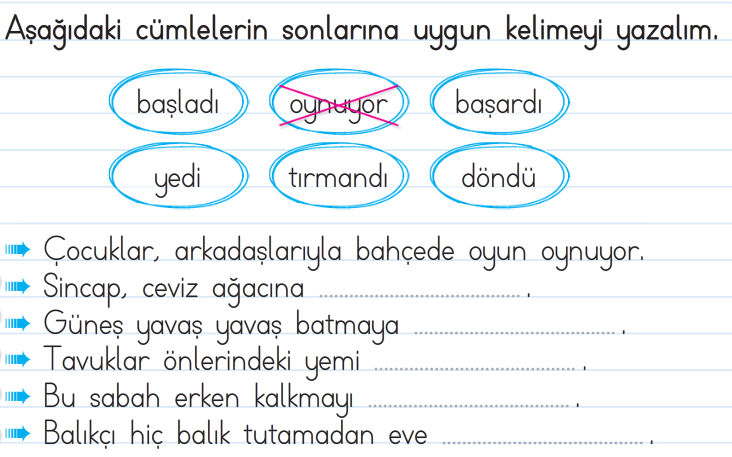 Aşağıdaki cümlelerin sonlarına uygun kelimeyi yazalım.
başladı oynuyor başardı
yedi tırmandı döndü
Çocuklar, arkadaşlarıyla bahçede oyun oynuyor.
Sincap, ceviz ağacına ........................................ .
Güneş yavaş yavaş batmaya ........................................ .
Tavuklar önlerindeki yemi ........................................ .
Bu sabah erken kalkmayı ........................................ .
Balıkçı hiç balık tutamadan eve ........................................ .